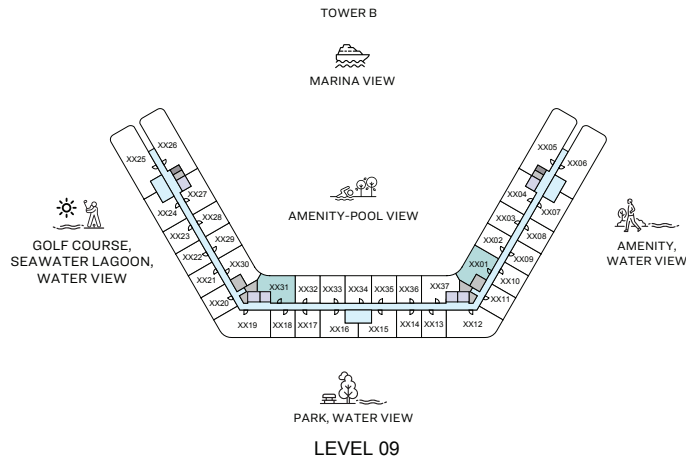 TOWER B
MARINA VIEW
XX26
XX25
XX05
XX06
XX27
XX04
XX24
XX28
XX03
XX07
AMENITY-POOL VIEW
XX23
XX29
XX02
XX08
GOLF COURSE,
SEAWATER LAGOON,
WATER VIEW
AMENITY,
WATER VIEW
XX22
XX30
XX01
XX09
XX21
XX31
XX32
XX33
XX34
XX35
XX36
XX37
XX10
XX20
XX11
XX19
XX18
XX17
XX16
XX15
XX14
XX13
XX12
PARK, WATER VIEW
LEVEL 09